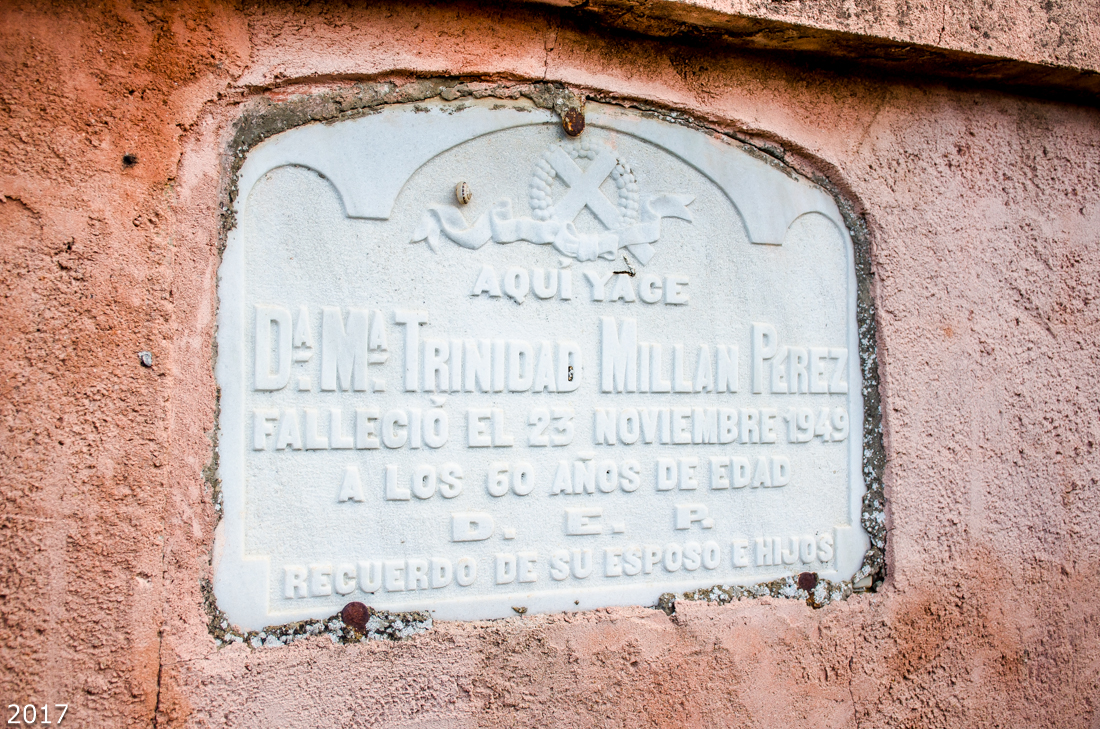 AQUÍ YACE
Dª. Mª. TRINIDAD MILLAN PEREZ
FALLECIÓ EL 23 NOVIEMBRE 1949
A LOS 60 AÑOS DE EDAD
D. E. P.
RECUERDO DE SU ESPOSO E HIJOS
2017